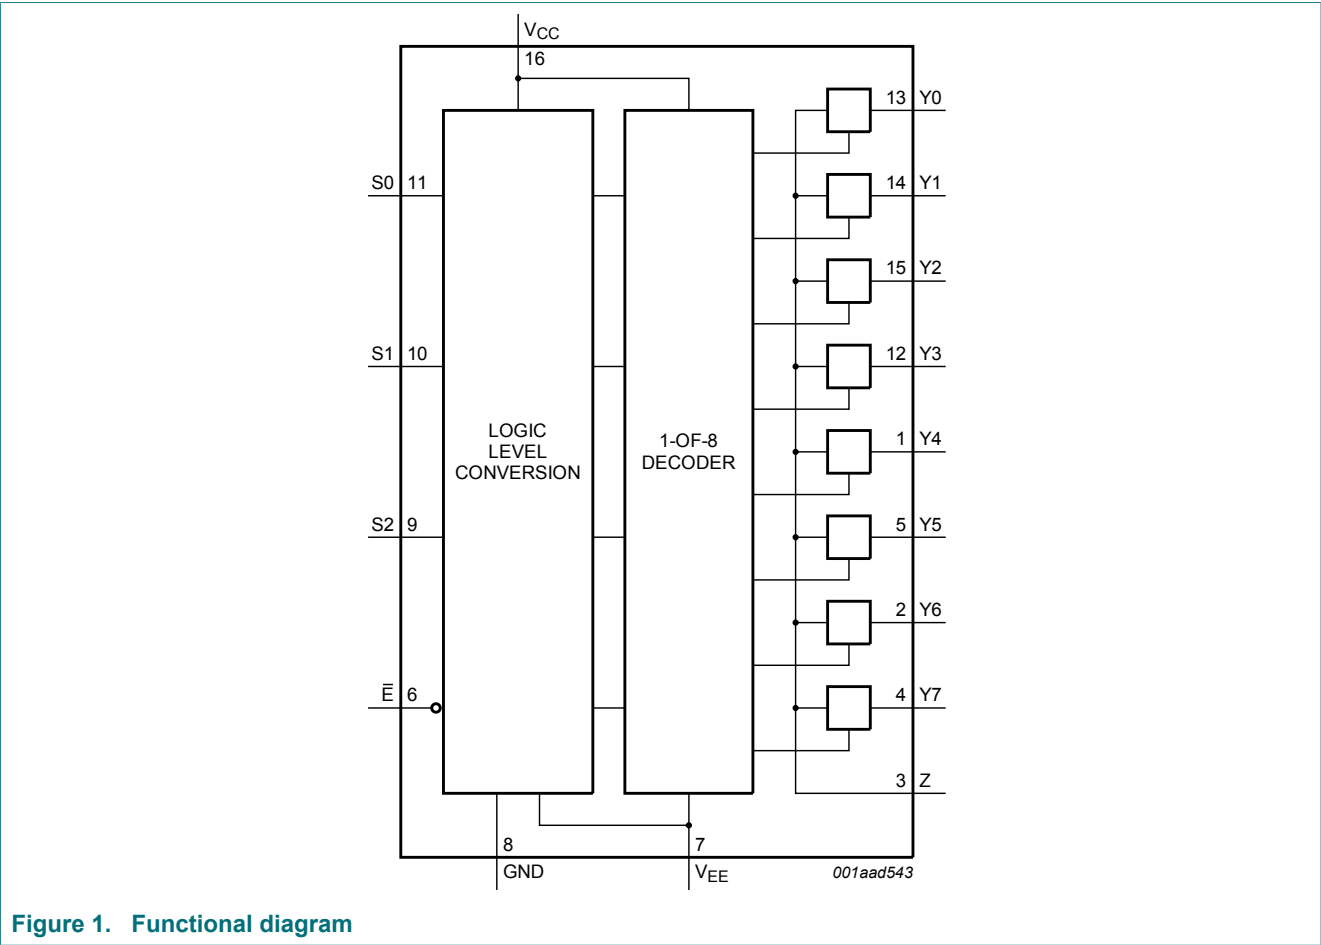 VCC
16
13 Y0
S0 11
14 Y1
15 Y2
S1 10
12 Y3
LOGIC
LEVEL
CONVERSION
1-OF-8
DECODER
1 Y4
S2 9
5 Y5
2 Y6
E̅ 6
4 Y7
3 Z
8
GND
7
VEE
001aad543
Figure 1. Functional diagram